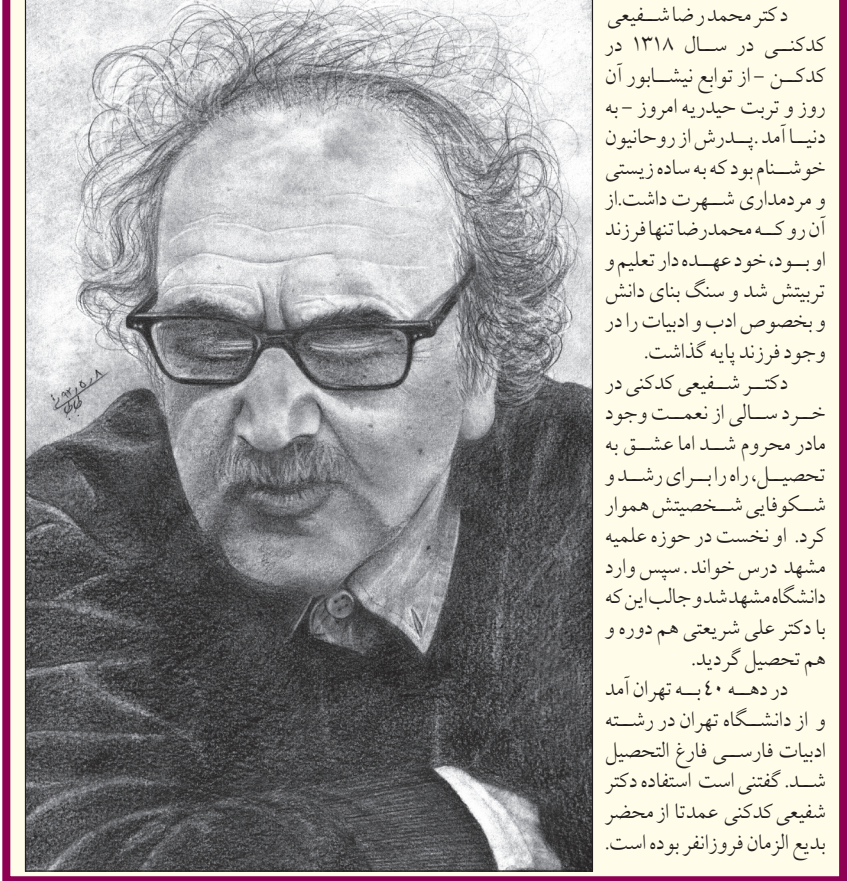 دکتر محمدرضا شفیعی
کدکنی در سال ۱۳۱۸ در
کدکن – از توابع نیشابور آن
روز و تربت حیدریه امروز – به
دنیا آمد. پدرش از روحانیون
خوشنام بود که به ساده زیستی
و مردمداری شهرت داشت. از
آن رو که محمدرضا تنها فرزند
او بود، خود عهده دار تعلیم و
تربیتش شد و سنگ بنای دانش
و بخصوص ادب و ادبیات را در
وجود فرزند پایه گذاشت.
دکتر شفیعی کدکنی در
خرد سالی از نعمت وجود
مادر محروم شد اما عشق به
تحصیل، راه را برای رشد و
شکوفایی شخصیتش هموار
کرد. او نخست در حوزه علمیه
مشهد درس خواند. سپس وارد
دانشگاه مشهد شد و جالب این که
با دکتر علی شریعتی هم دوره و
هم تحصیل گردید.
در دهه ۴۰ به تهران آمد
و از دانشگاه تهران در رشته
ادبیات فارسی فارغ التحصیل
شد. گفتنی است استفاده دکتر
شفیعی کدکنی عمدتا از محضر
بدیع الزمان فروزانفر بوده است.